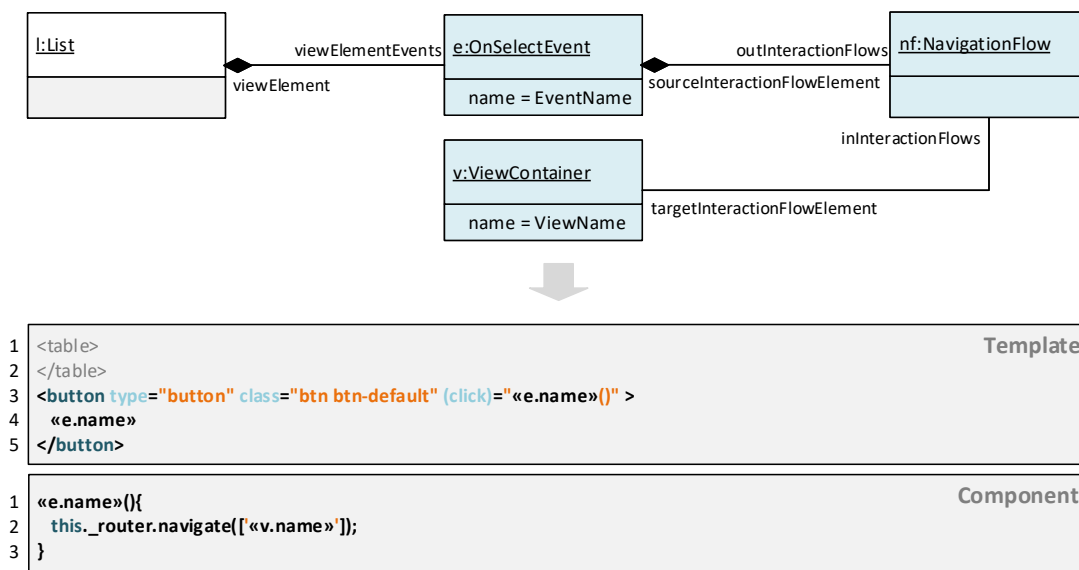 l:List
viewElementEvents
viewElement
e:OnSelectEvent
name = EventName
outInteractionFlows
sourceInteractionFlowElement
nf:NavigationFlow
inInteractionFlows
v:ViewContainer
name = ViewName
targetInteractionFlowElement
Template
1 <table>
2 </table>
3 <button type="button" class="btn btn-default" (click)="«e.name»()" >
4 «e.name»
5 </button>
Component
1 «e.name»(){
2 this._router.navigate(['«v.name»']);
3 }